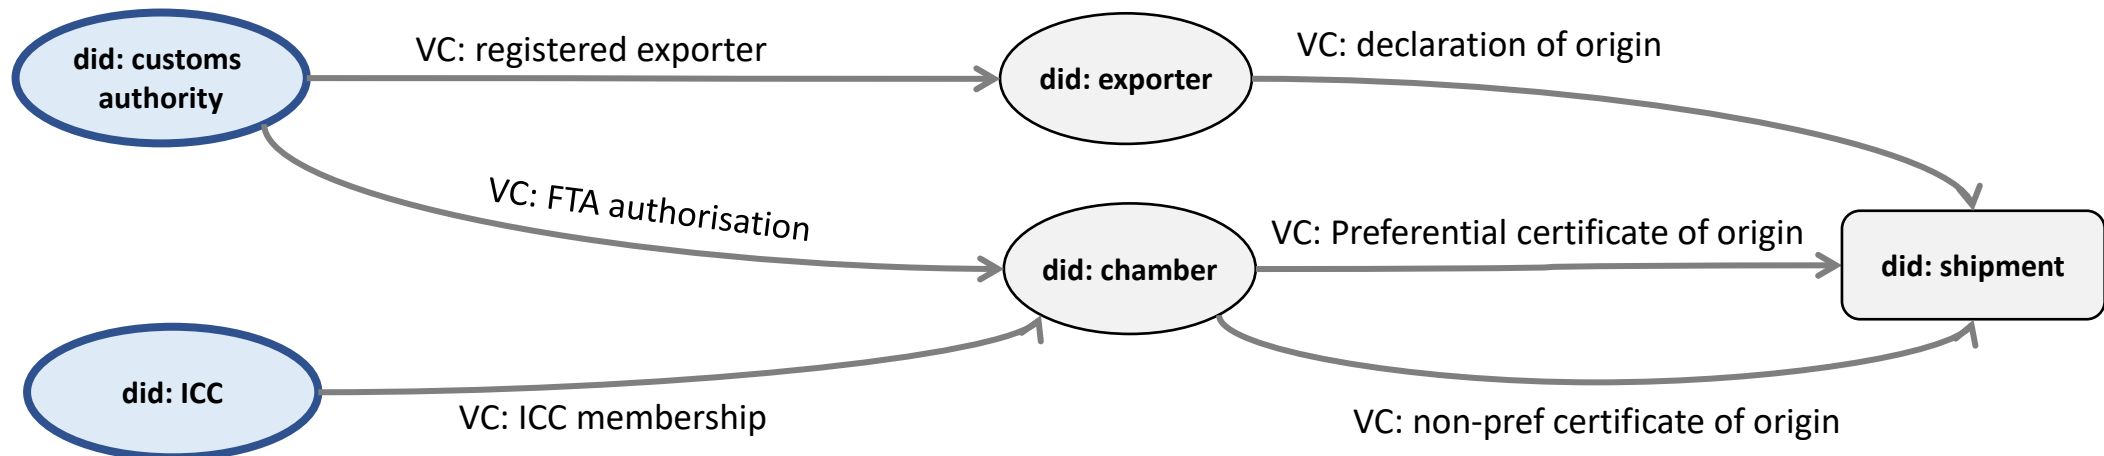 did: customs
authority
VC: registered exporter
did: exporter
VC: declaration of origin
VC: FTA authorisation
did: chamber
VC: Preferential certificate of origin
did: shipment
did: ICC
VC: ICC membership
VC: non-pref certificate of origin